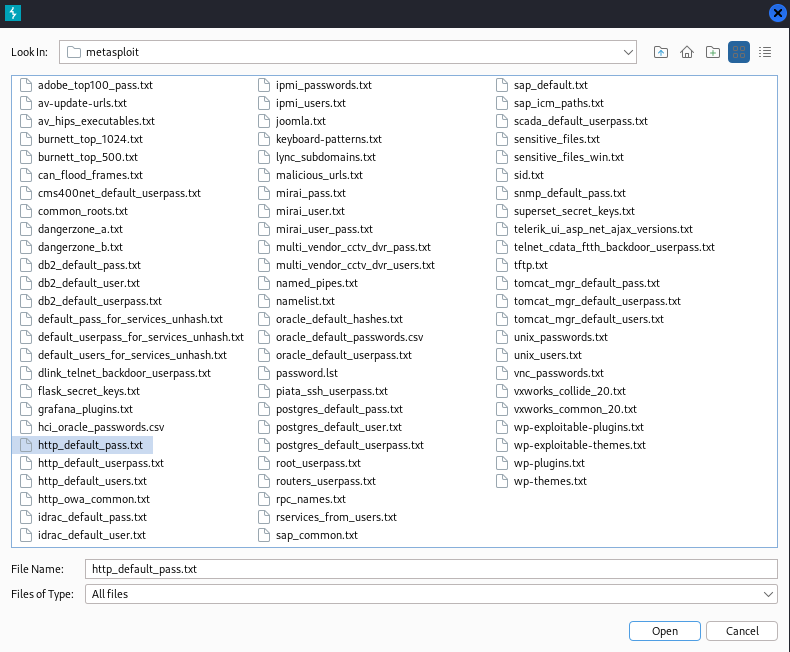 Look In: metasploit
adobe_top100_pass.txt
av-update-urls.txt
av_hips_executables.txt
burnett_top_1024.txt
burnett_top_500.txt
can_flood_frames.txt
cms400net_default_userpass.txt
common_roots.txt
dangerzone_a.txt
dangerzone_b.txt
db2_default_pass.txt
db2_default_user.txt
db2_default_userpass.txt
default_pass_for_services_unhash.txt
default_userpass_for_services_unhash.txt
default_users_for_services_unhash.txt
dlink_telnet_backdoor_userpass.txt
flask_secret_keys.txt
grafana_plugins.txt
hci_oracle_passwords.csv
http_default_pass.txt
http_default_userpass.txt
http_default_users.txt
http_owa_common.txt
idrac_default_pass.txt
idrac_default_user.txt
ipmi_passwords.txt
ipmi_users.txt
joomla.txt
keyboard-patterns.txt
lync_subdomains.txt
malicious_urls.txt
mirai_pass.txt
mirai_user.txt
mirai_user_pass.txt
multi_vendor_cctv_dvr_pass.txt
multi_vendor_cctv_dvr_users.txt
named_pipes.txt
namelist.txt
oracle_default_hashes.txt
oracle_default_passwords.csv
oracle_default_userpass.txt
password.lst
piata_ssh_userpass.txt
postgres_default_pass.txt
postgres_default_user.txt
postgres_default_userpass.txt
root_userpass.txt
routers_userpass.txt
rpc_names.txt
rservices_from_users.txt
sap_common.txt
sap_default.txt
sap_icm_paths.txt
scada_default_userpass.txt
sensitive_files.txt
sensitive_files_win.txt
sid.txt
snmp_default_pass.txt
superset_secret_keys.txt
telerik_ui_asp_net_ajax_versions.txt
telnet_cdata_ftth_backdoor_userpass.txt
tftp.txt
tomcat_mgr_default_pass.txt
tomcat_mgr_default_userpass.txt
tomcat_mgr_default_users.txt
unix_passwords.txt
unix_users.txt
vnc_passwords.txt
vxworks_collide_20.txt
vxworks_common_20.txt
wp-exploitable-plugins.txt
wp-exploitable-themes.txt
wp-plugins.txt
wp-themes.txt
File Name: http_default_pass.txt
Files of Type: All files
Open Cancel